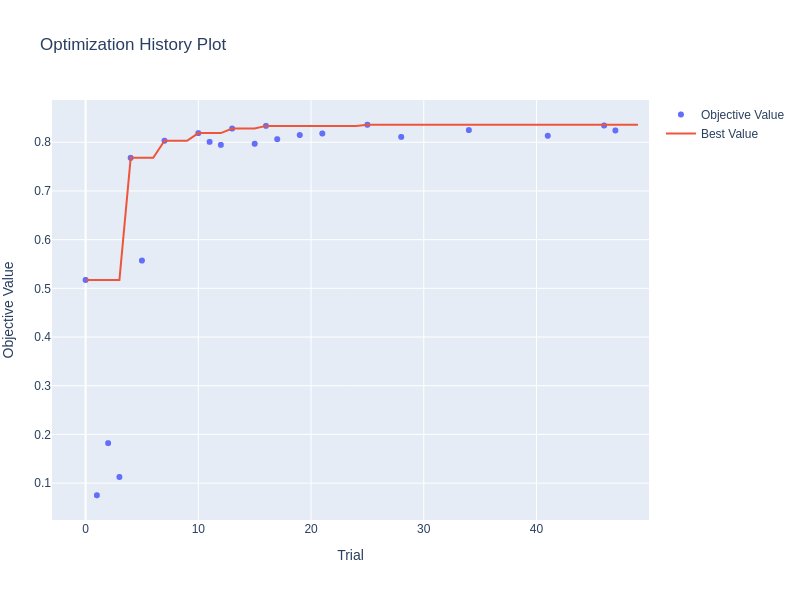 Optimization History Plot
Objective Value
Best Value
0.8
0.7
0.6
0.5
0.4
0.3
0.2
0.1
Objective Value
0 10 20 30 40
Trial